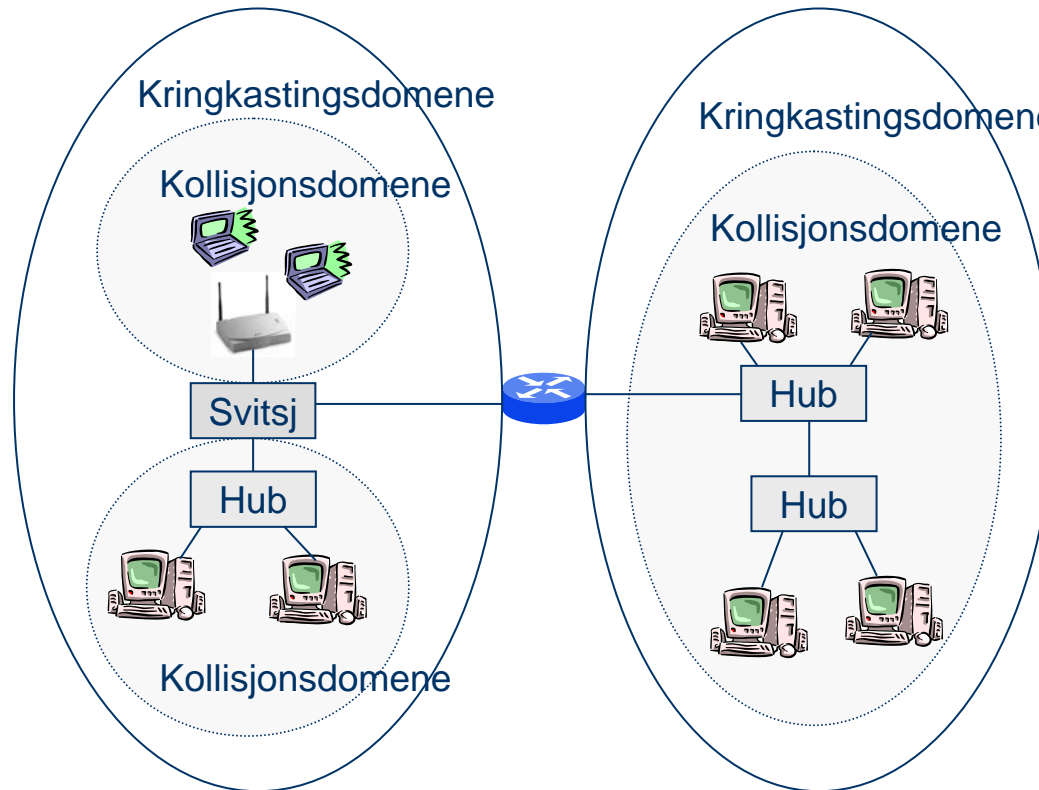 Kringkastingsdomene
Kollisjonsdomene
Svitsj
Hub
Kollisjonsdomene
Kringkastingsdomene
Kollisjonsdomene
Hub
Hub